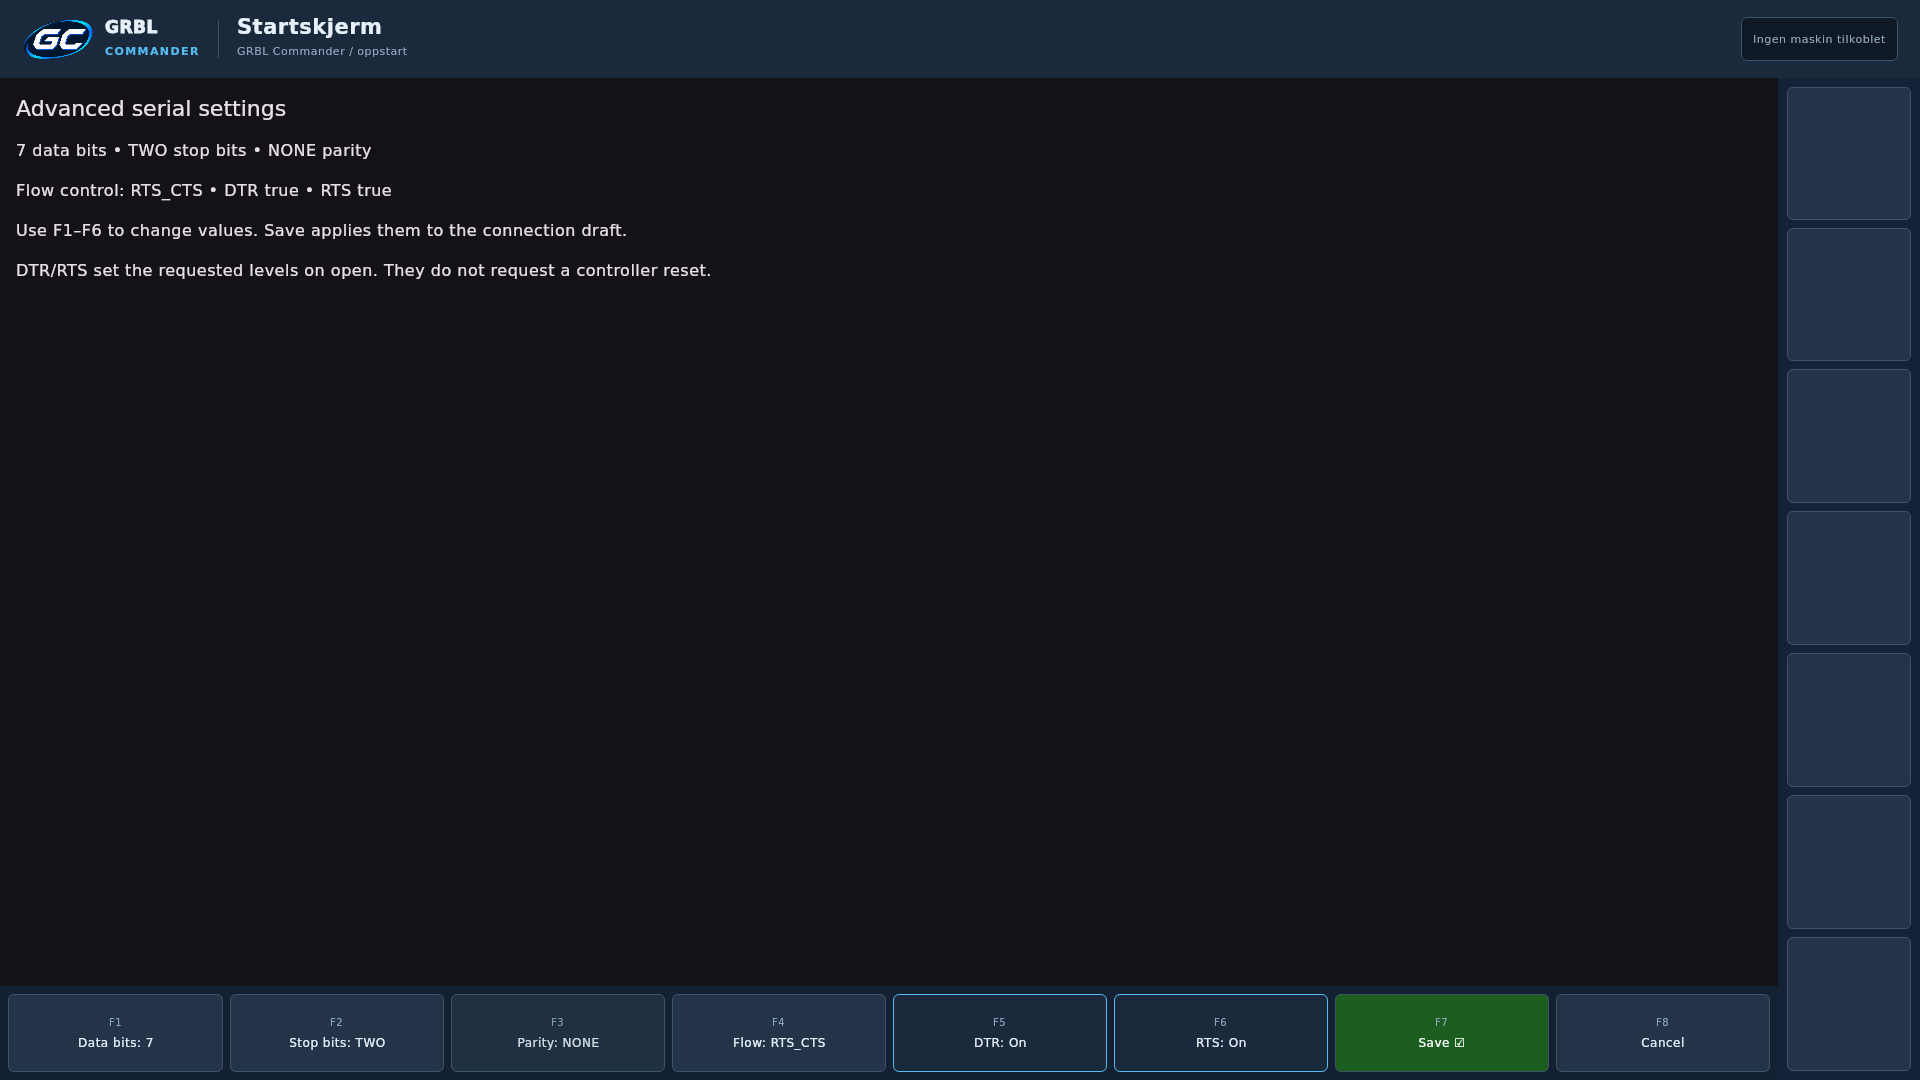 GC
GRBL
COMMANDER
Startskjerm
GRBL Commander / oppstart
Ingen maskin tilkoblet
Advanced serial settings
7 data bits • TWO stop bits • NONE parity
Flow control: RTS_CTS • DTR true • RTS true
Use F1–F6 to change values. Save applies them to the connection draft.
DTR/RTS set the requested levels on open. They do not request a controller reset.
F1
Data bits: 7
F2
Stop bits: TWO
F3
Parity: NONE
F4
Flow: RTS_CTS
F5
DTR: On
F6
RTS: On
F7
Save ☑
F8
Cancel